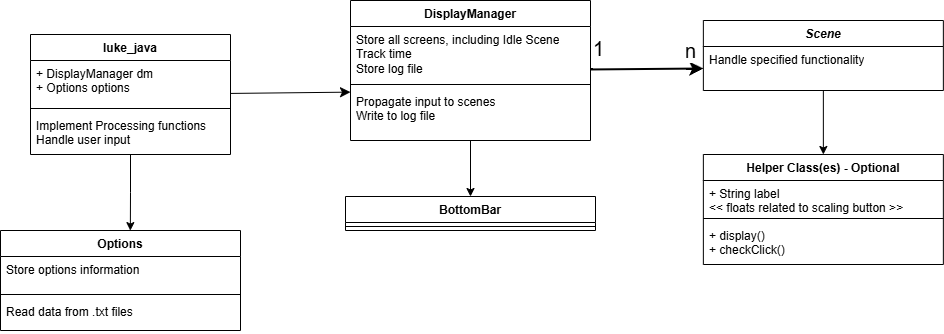 luke_java
+ DisplayManager dm
+ Options options
Implement Processing functions
Handle user input
DisplayManager
Store all screens, including Idle Scene
Track time
Store log file
Propagate input to scenes
Write to log file
1
n
Scene
Handle specified functionality
Options
Store options information
Read data from .txt files
BottomBar
Helper Class(es) - Optional
+ String label
<< floats related to scaling button >>
+ display()
+ checkClick()